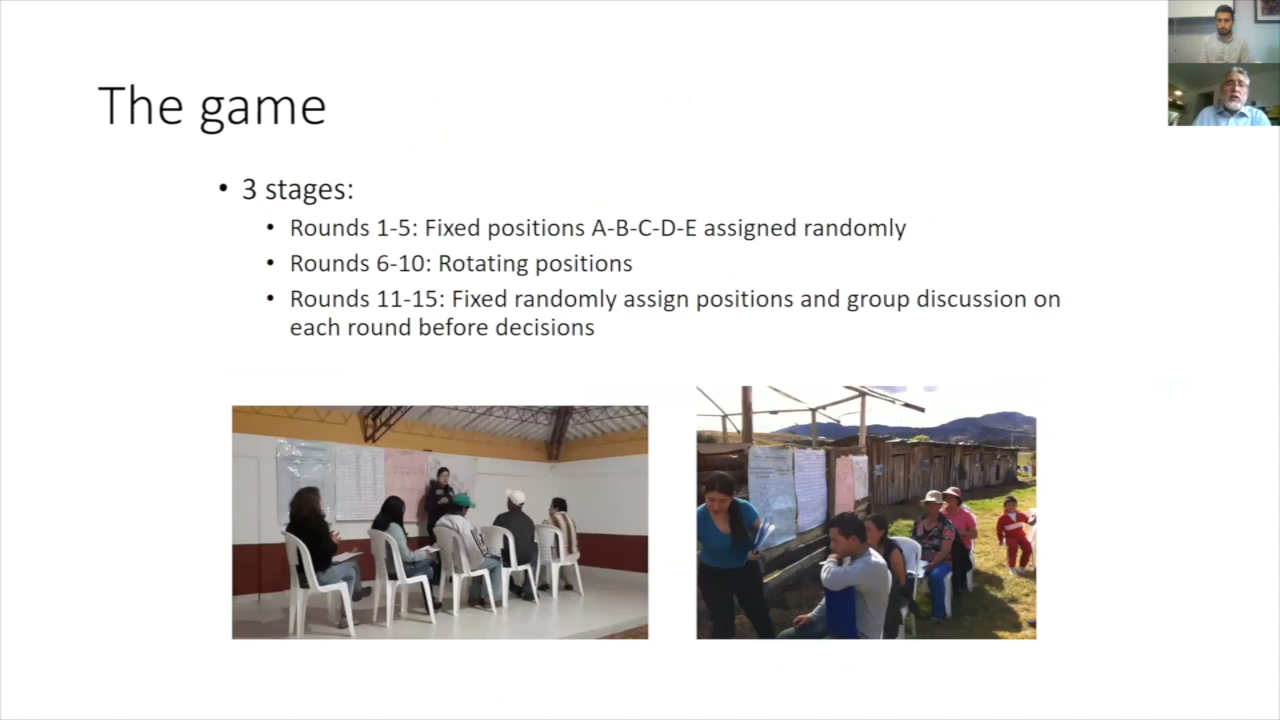 The game
• 3 stages:
• Rounds 1-5: Fixed positions A-B-C-D-E assigned randomly
• Rounds 6-10: Rotating positions
• Rounds 11-15: Fixed randomly assign positions and group discussion on
each round before decisions